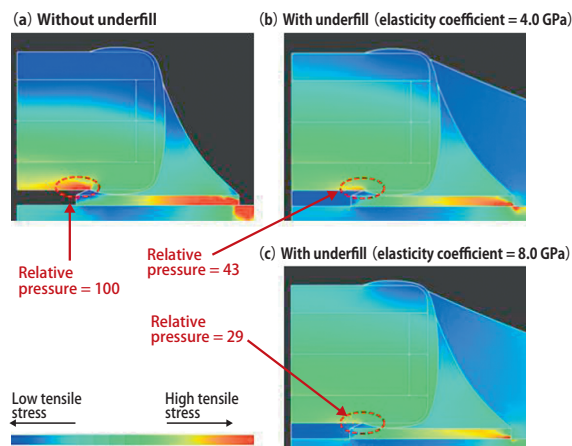 (a) Without underfill
(b) With underfill (elasticity coefficient = 4.0 GPa)
Relative
pressure = 100
Relative
pressure = 43
(c) With underfill (elasticity coefficient = 8.0 GPa)
Relative
pressure = 29
Low tensile
stress
High tensile
stress